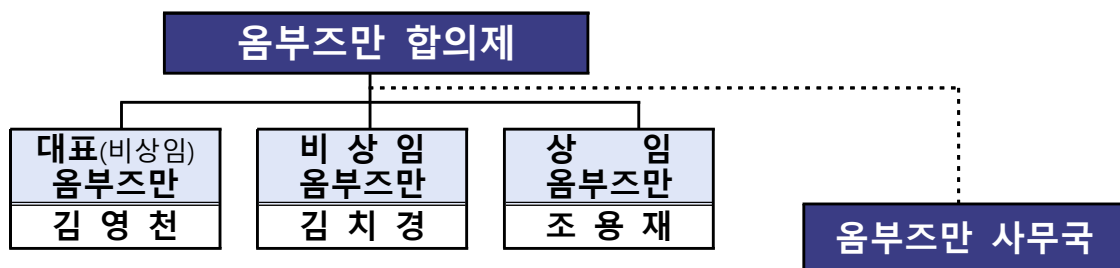 옴부즈만 합의제
대표(비상임)
옴부즈만
김 영 천
비 상 임
옴부즈만
김 치 경
상 임
옴부즈만
조 용 재
옴부즈만 사무국